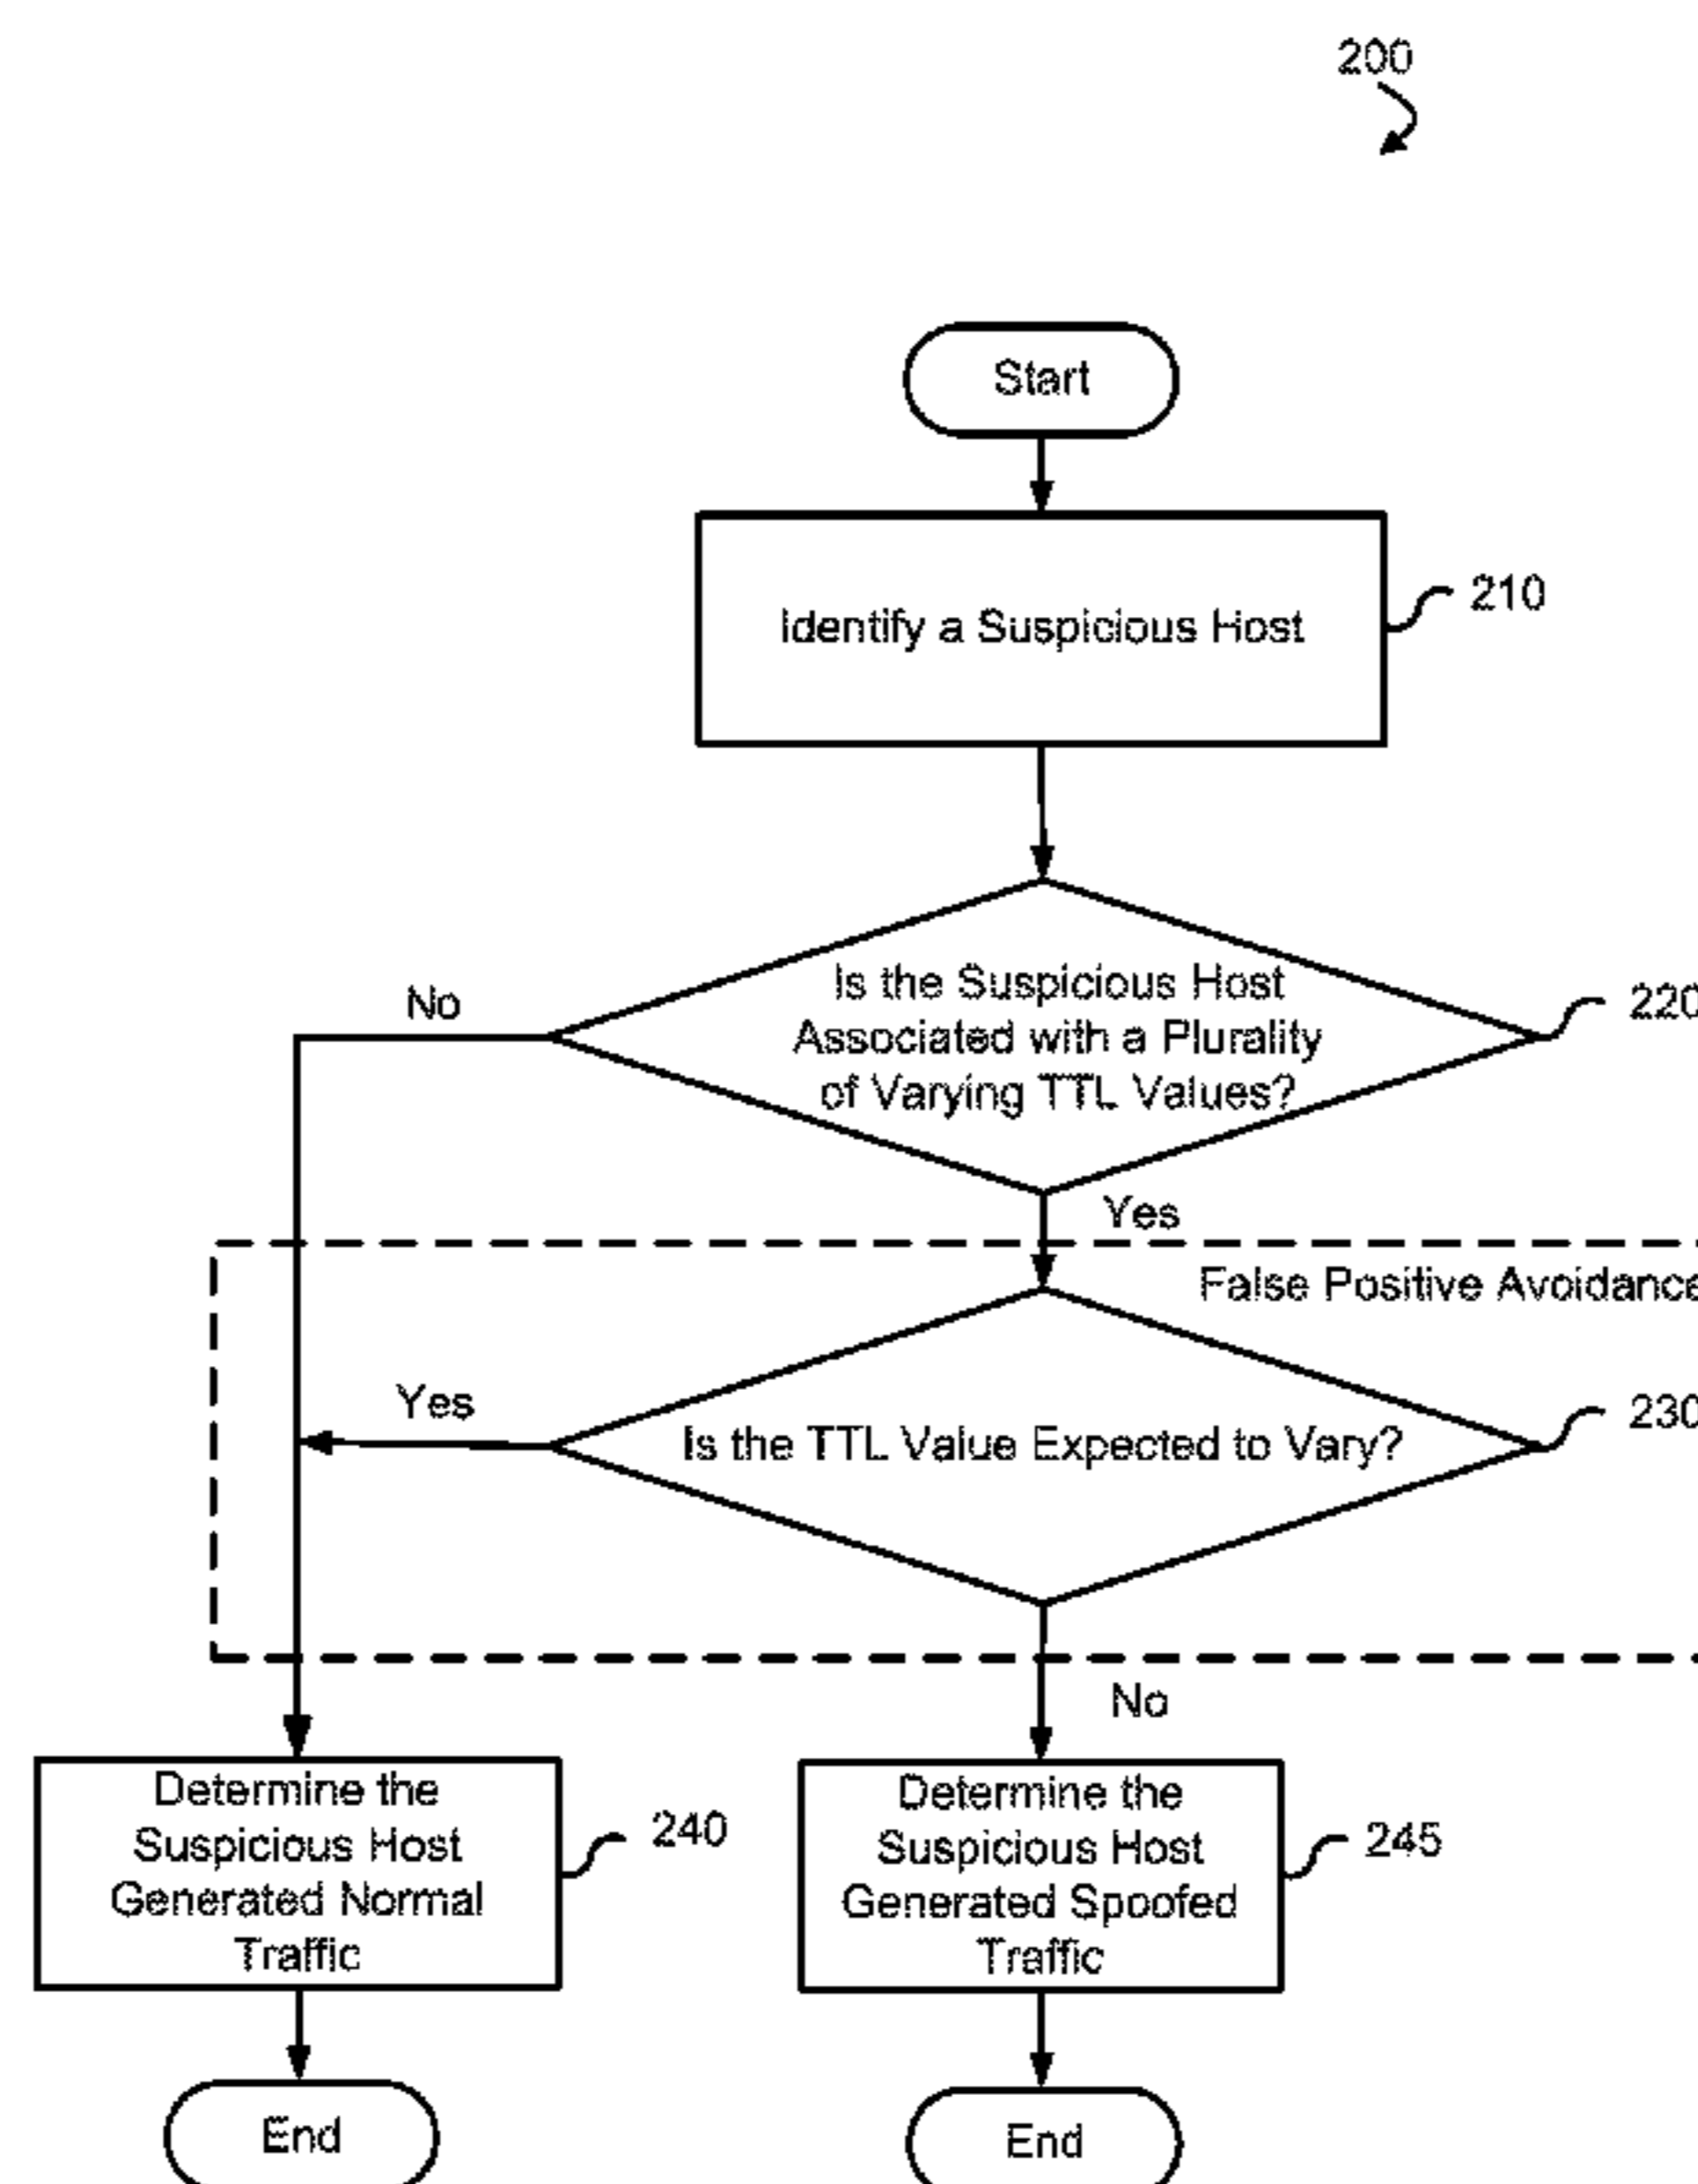 200
Start
Identify a Suspicious Host
210
Is the Suspicious Host
Associated with a Plurality
of Varying TTL Values?
220
No
Yes
False Positive Avoidance
Is the TTL Value Expected to Vary?
230
Yes
No
Determine the
Suspicious Host
Generated Normal
Traffic
240
Determine the
Suspicious Host
Generated Spoofed
Traffic
245
End
End